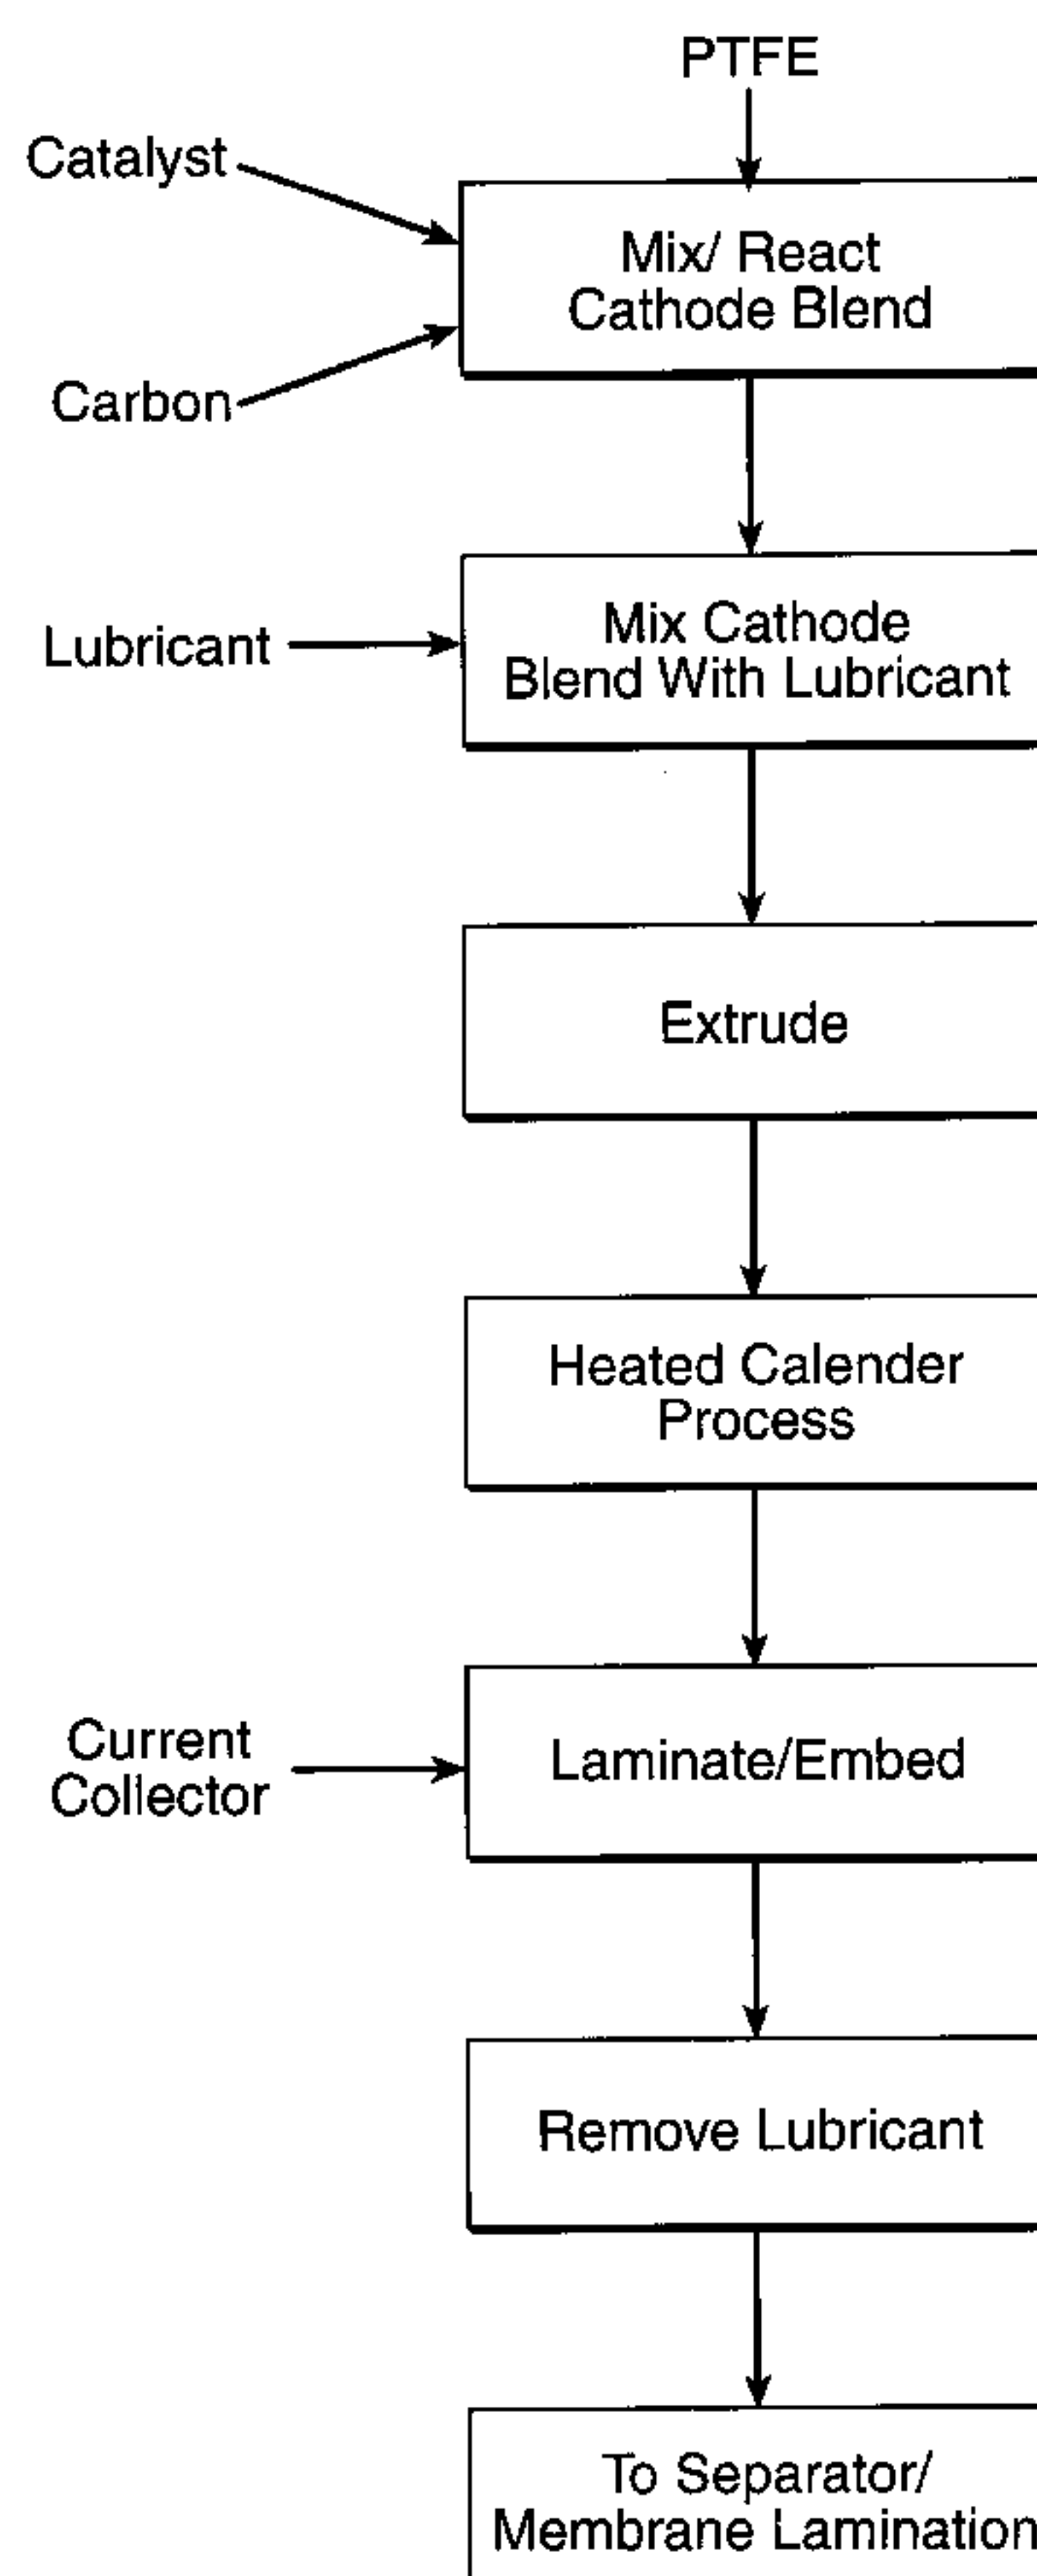 PTFE
Catalyst
Mix/ React
Cathode Blend
Carbon
Lubricant
Mix Cathode
Blend With Lubricant
Extrude
Heated Calender
Process
Current
Collector
Laminate/Embed
Remove Lubricant
To Separator/
Membrane Lamination